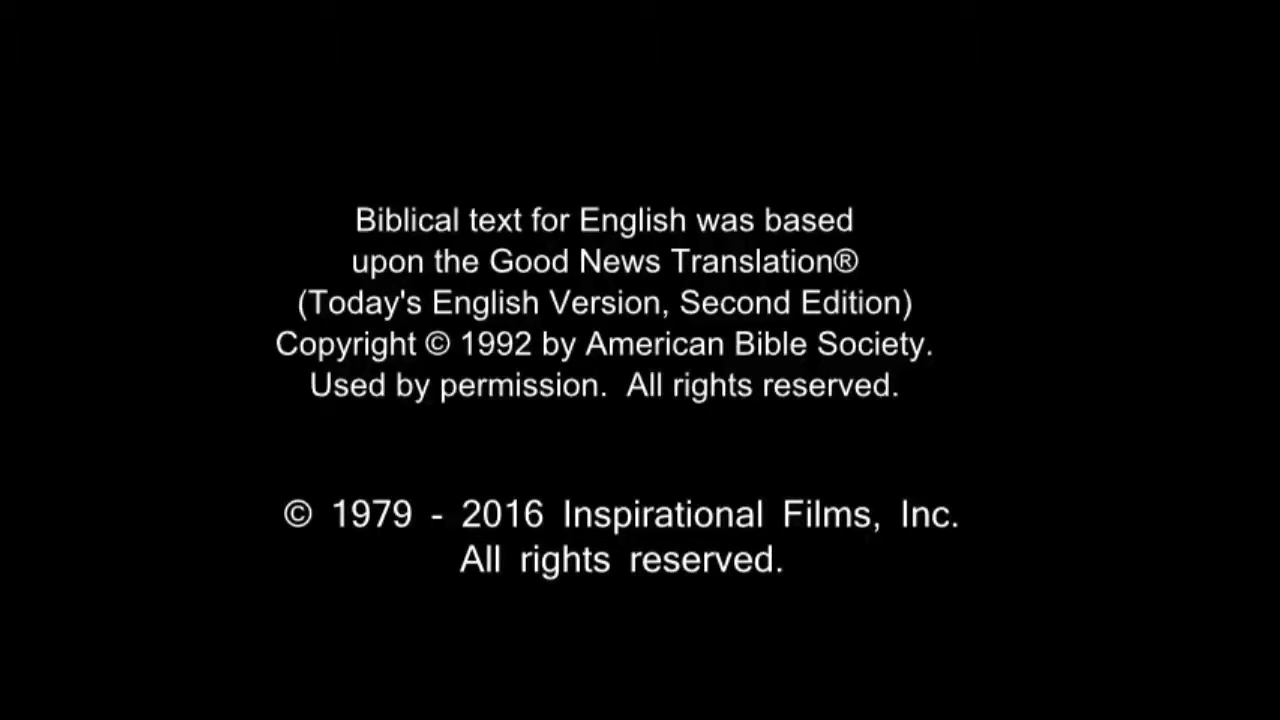 Biblical text for English was based
upon the Good News Translation®
(Today's English Version, Second Edition)
Copyright © 1992 by American Bible Society.
Used by permission.  All rights reserved.
© 1979 - 2016 Inspirational Films, Inc.
All rights reserved.